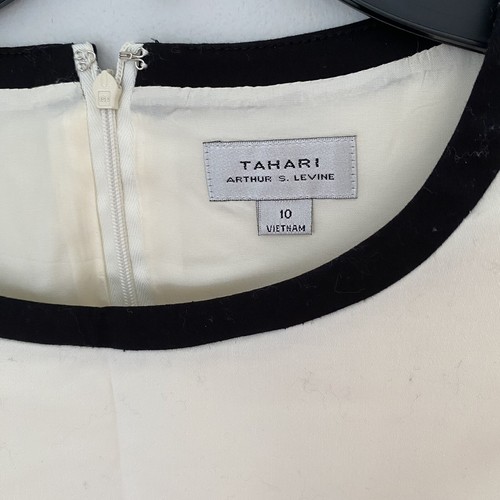 TAHARI
ARTHUR S. LEVINE
10
VIETNAM